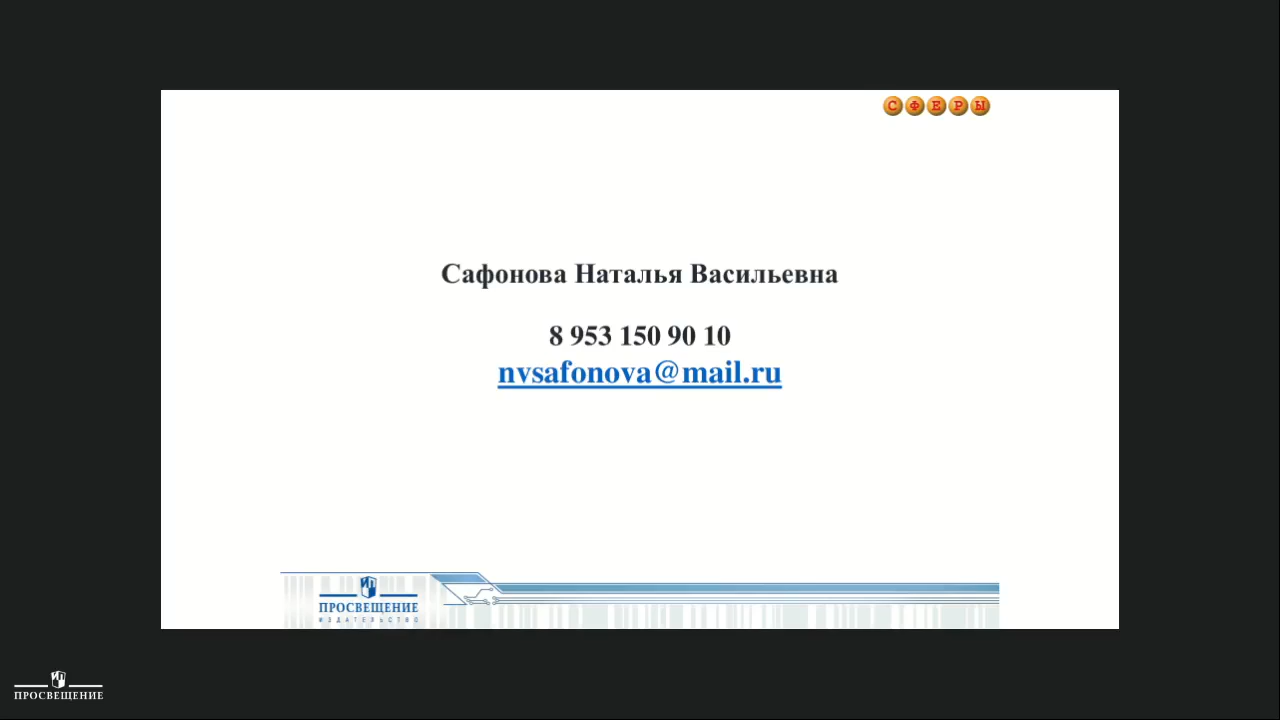 СФЕРЫ
Сафонова Наталья Васильевна
8 953 150 90 10
nvsafonova@mail.ru
ПРОСВЕЩЕНИЕ
ИЗДАТЕЛЬСТВО
ПРОСВЕЩЕНИЕ